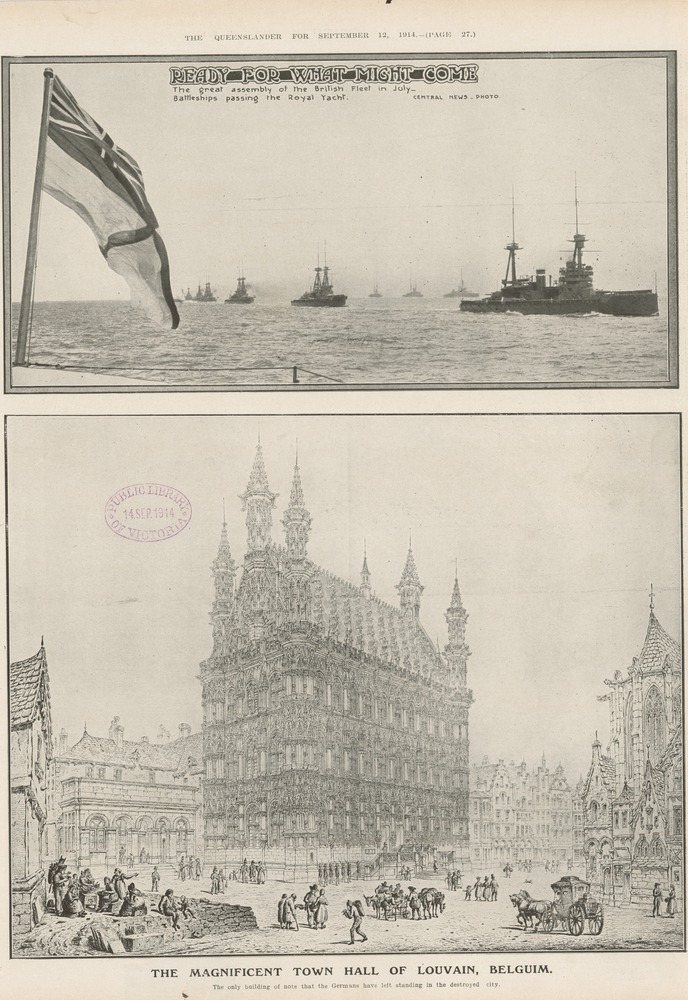 THE QUEENSLANDER FOR SEPTEMBER 12, 1914.—(PAGE 27.)
READY FOR WHAT MIGHT COME
The great assembly of the British Fleet in July—
Battleships passing the Royal Yacht. CENTRAL NEWS. PHOTO.
PUBLIC LIBRARY
14.SEP.1914
OF VICTORIA
THE MAGNIFICENT TOWN HALL OF LOUVAIN, BELGUIM.
The only building of note that the Germans have left standing in the destroyed city.